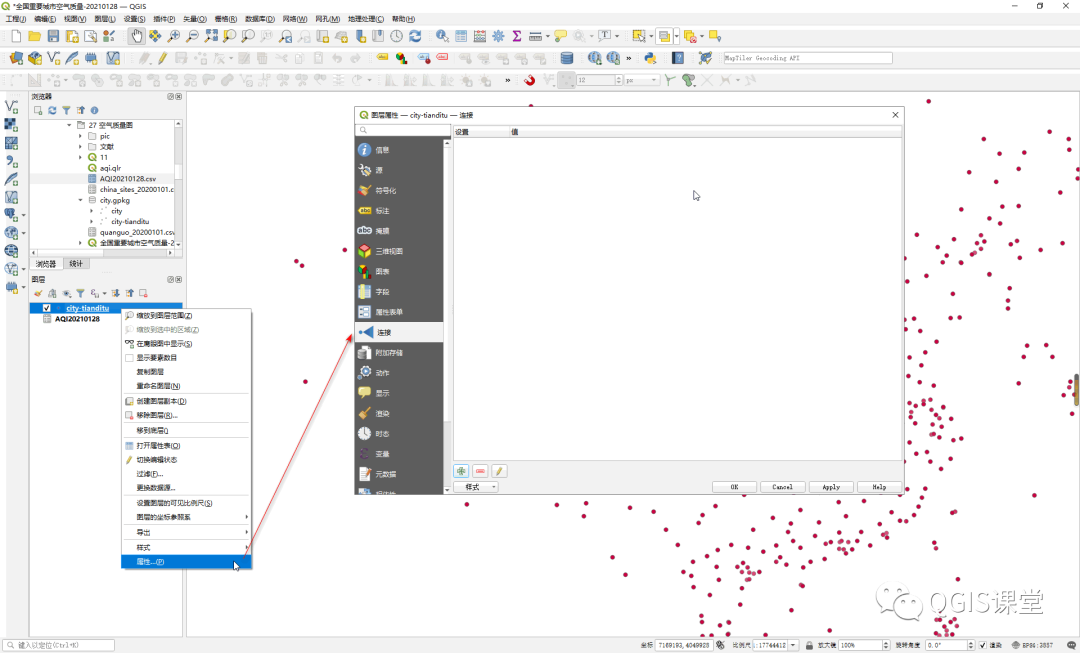 *全国重要城市空气质量-20210128 — QGIS
工程(J) 编辑(E) 视图(V) 图层(L) 设置(S) 插件(P) 矢量(O) 栅格(R) 数据库(D) 网络(W) 网孔(M) 地理处理(C) 帮助(H)
MapTiler Geocoding API
12 px
浏览器
27 空气质量图
pic
文献
11
aqi.qlr
AQI20210128.csv
china_sites_20200101.c
city.gpkg
city
city-tianditu
quanguo_20210101.csv
全国重要城市空气质量-2
浏览器 统计
图层
city-tianditu
AQI20210128
缩放到图层范围(Z)
缩放到选中的区域(Z)
在鹰眼图中显示(S)
显示要素数目
复制图层
重命名图层(N)
创建图层副本(D)
移除图层(R)...
移到底层(
打开属性表(O)
切换编辑状态
过滤(F)...
更换数据源...
设置图层的可见比例尺(S)
图层的坐标参照系
导出
样式
属性...(P)
图层属性 — city-tianditu — 连接
设置 值
信息
源
符号化
标注
掩膜
三维视图
图表
字段
属性表单
连接
附加存储
动作
显示
渲染
时态
变量
元数据
样式 OK Cancel Apply Help
QGIS课堂
键入以定位(Ctrl+K) 坐标 7169193,4049928 比例尺 1:17744412 放大镜 100% 旋转角度 0.0° 渲染 EPSG:3857